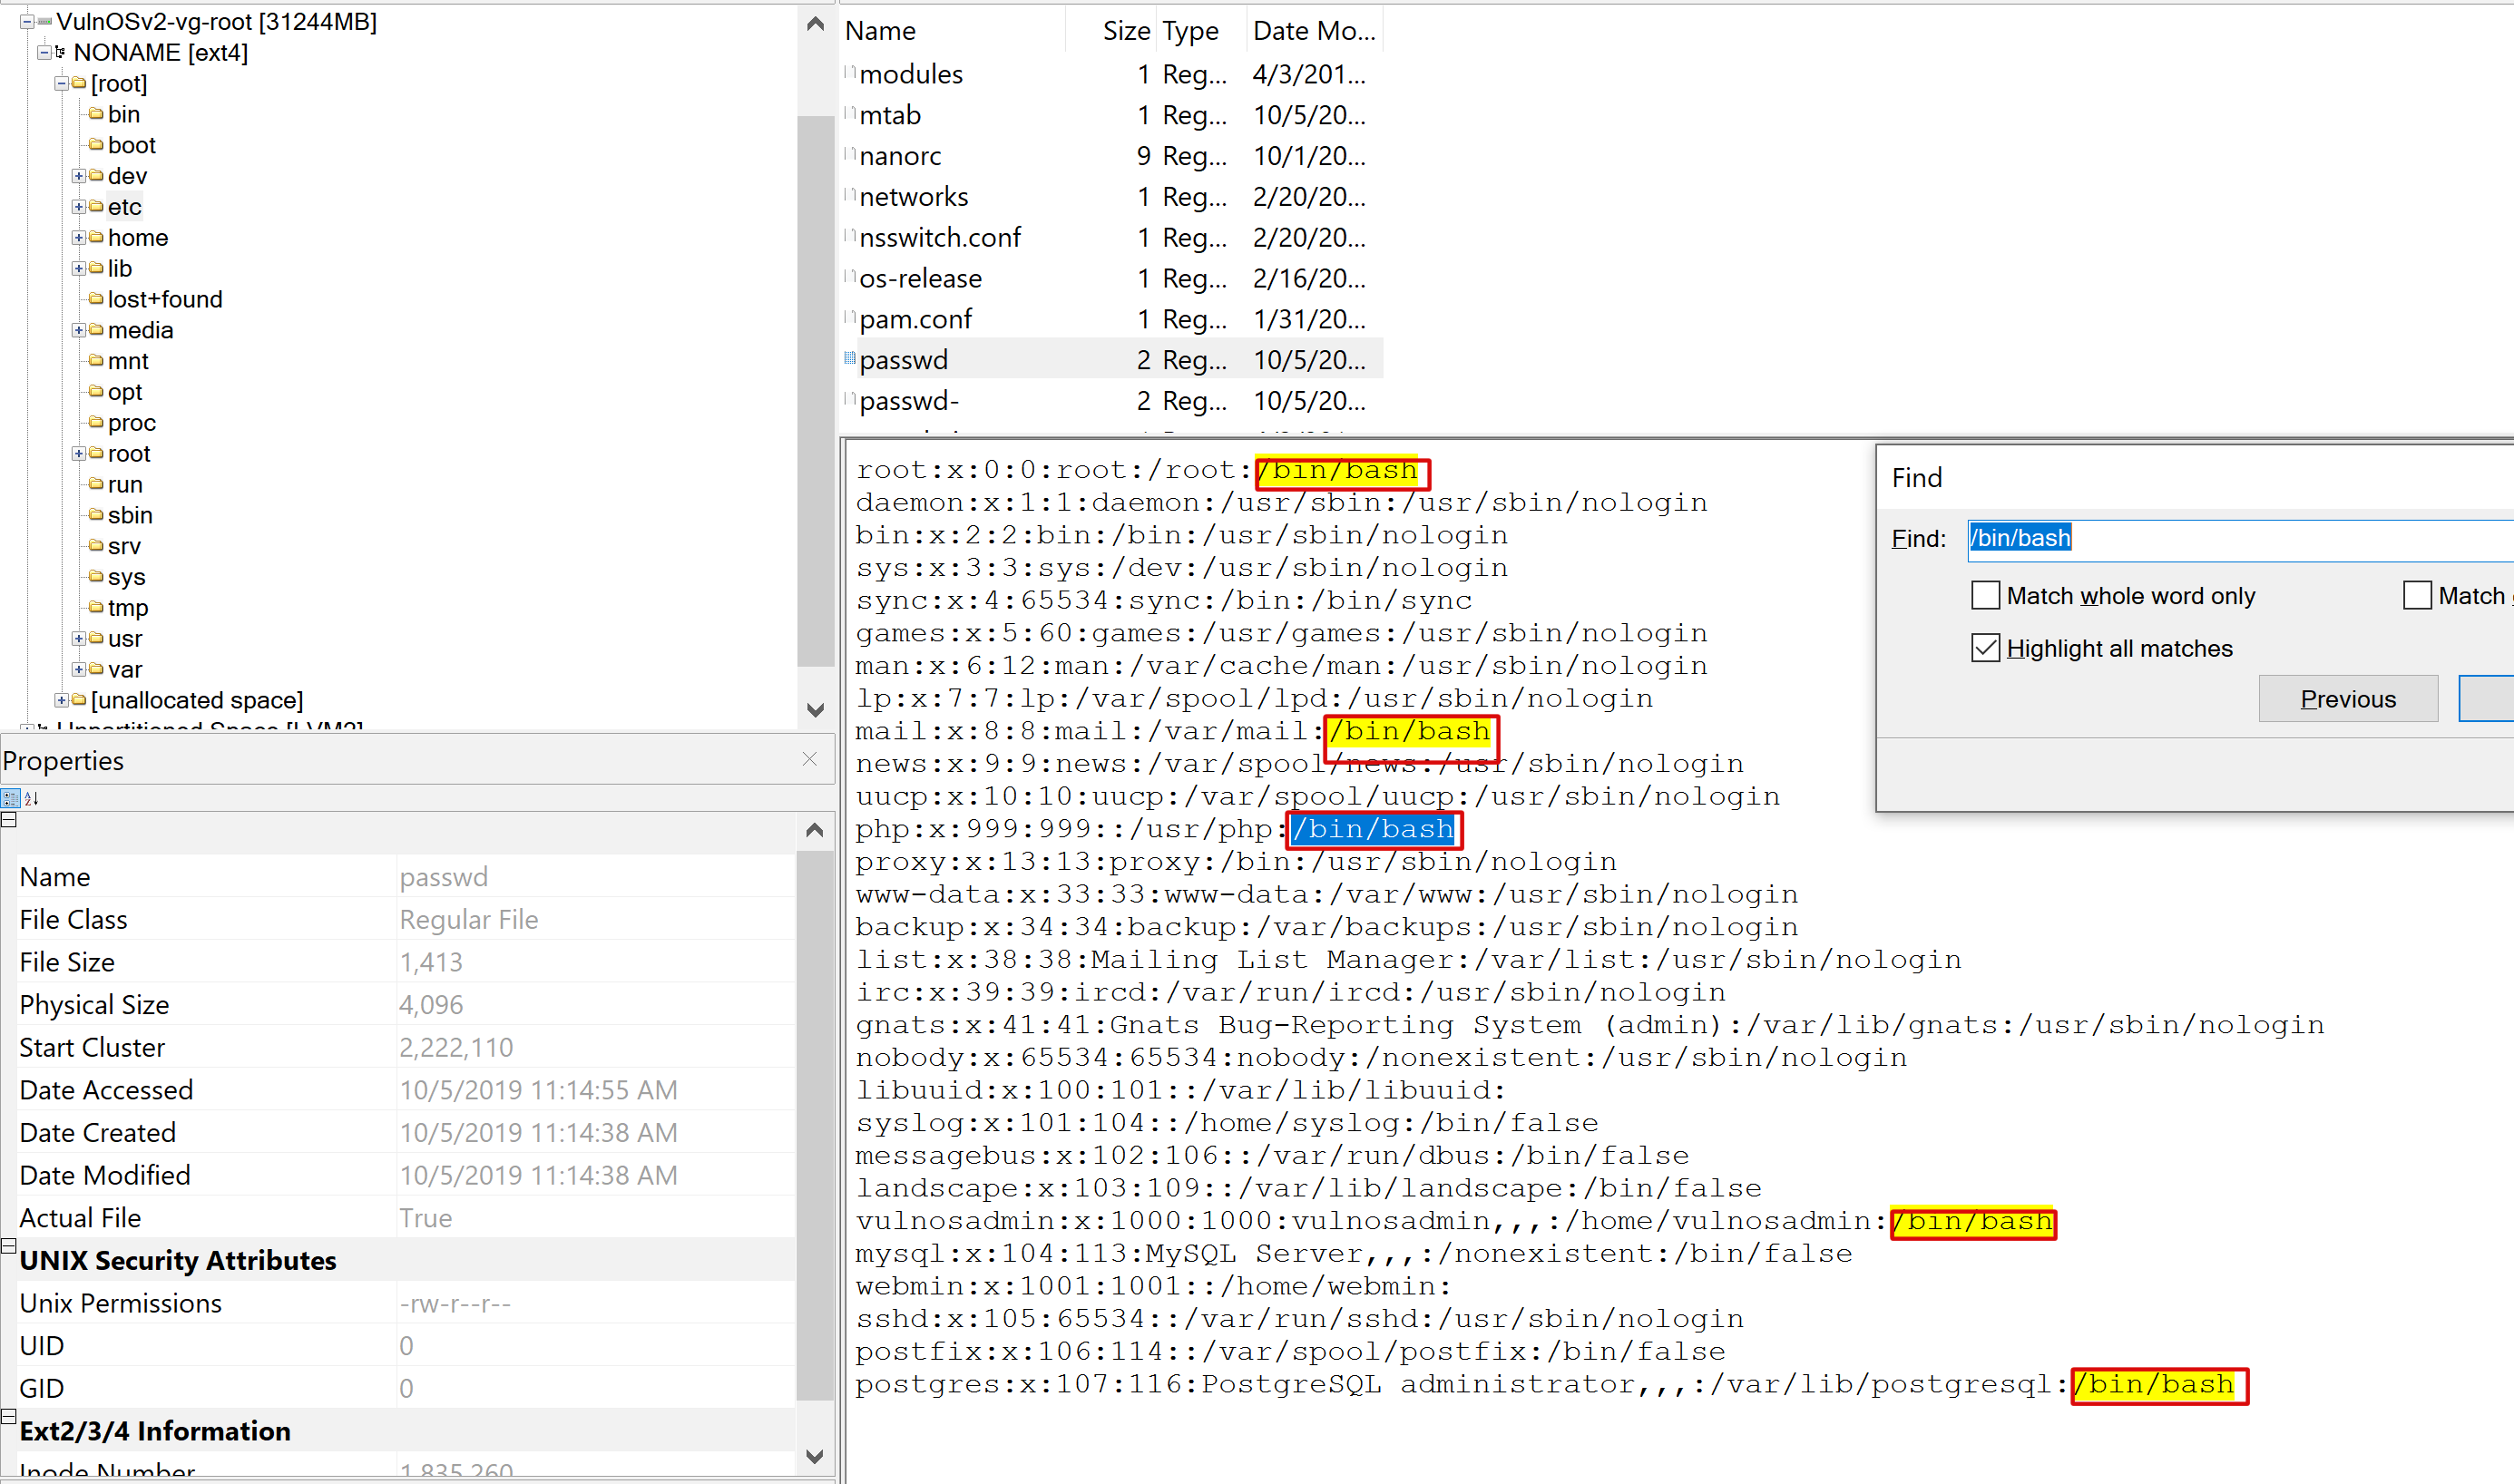 VulnOSv2-vg-root [31244MB]
NONAME [ext4]
[root]
bin
boot
dev
etc
home
lib
lost+found
media
mnt
opt
proc
root
run
sbin
srv
sys
tmp
usr
var
[unallocated space]
Unpartitioned Space [LVM2]
Properties
Name passwd
File Class Regular File
File Size 1,413
Physical Size 4,096
Start Cluster 2,222,110
Date Accessed 10/5/2019 11:14:55 AM
Date Created 10/5/2019 11:14:38 AM
Date Modified 10/5/2019 11:14:38 AM
Actual File True
UNIX Security Attributes
Unix Permissions -rw-r--r--
UID 0
GID 0
Ext2/3/4 Information
Inode Number 1,835,260
Name Size Type Date Mo...
modules 1 Reg... 4/3/201...
mtab 1 Reg... 10/5/20...
nanorc 9 Reg... 10/1/20...
networks 1 Reg... 2/20/20...
nsswitch.conf 1 Reg... 2/20/20...
os-release 1 Reg... 2/16/20...
pam.conf 1 Reg... 1/31/20...
passwd 2 Reg... 10/5/20...
passwd- 2 Reg... 10/5/20...
root:x:0:0:root:/root:/bin/bash
daemon:x:1:1:daemon:/usr/sbin:/usr/sbin/nologin
bin:x:2:2:bin:/bin:/usr/sbin/nologin
sys:x:3:3:sys:/dev:/usr/sbin/nologin
sync:x:4:65534:sync:/bin:/bin/sync
games:x:5:60:games:/usr/games:/usr/sbin/nologin
man:x:6:12:man:/var/cache/man:/usr/sbin/nologin
lp:x:7:7:lp:/var/spool/lpd:/usr/sbin/nologin
mail:x:8:8:mail:/var/mail:/bin/bash
news:x:9:9:news:/var/spool/news:/usr/sbin/nologin
uucp:x:10:10:uucp:/var/spool/uucp:/usr/sbin/nologin
php:x:999:999::/usr/php:/bin/bash
proxy:x:13:13:proxy:/bin:/usr/sbin/nologin
www-data:x:33:33:www-data:/var/www:/usr/sbin/nologin
backup:x:34:34:backup:/var/backups:/usr/sbin/nologin
list:x:38:38:Mailing List Manager:/var/list:/usr/sbin/nologin
irc:x:39:39:ircd:/var/run/ircd:/usr/sbin/nologin
gnats:x:41:41:Gnats Bug-Reporting System (admin):/var/lib/gnats:/usr/sbin/nologin
nobody:x:65534:65534:nobody:/nonexistent:/usr/sbin/nologin
libuuid:x:100:101::/var/lib/libuuid:
syslog:x:101:104::/home/syslog:/bin/false
messagebus:x:102:106::/var/run/dbus:/bin/false
landscape:x:103:109::/var/lib/landscape:/bin/false
vulnosadmin:x:1000:1000:vulnosadmin,,,:/home/vulnosadmin:/bin/bash
mysql:x:104:113:MySQL Server,,,:/nonexistent:/bin/false
webmin:x:1001:1001::/home/webmin:
sshd:x:105:65534::/var/run/sshd:/usr/sbin/nologin
postfix:x:106:114::/var/spool/postfix:/bin/false
postgres:x:107:116:PostgreSQL administrator,,,:/var/lib/postgresql:/bin/bash
Find
Find: /bin/bash
Match whole word only Match
Highlight all matches
Previous